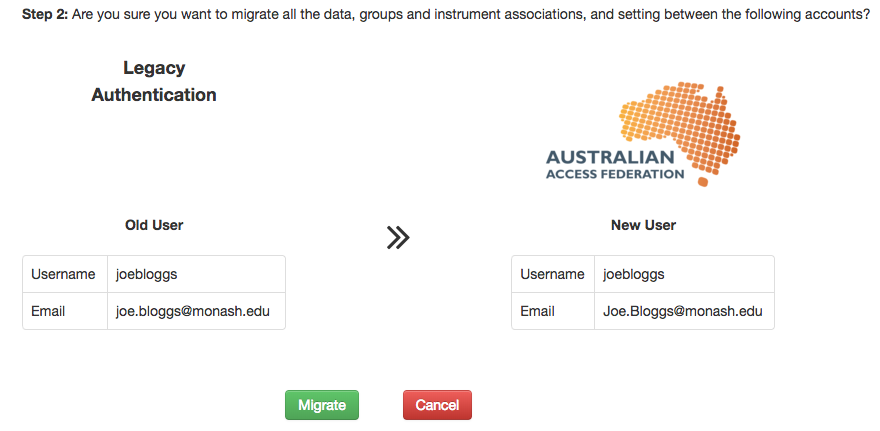 Step 2: Are you sure you want to migrate all the data, groups and instrument associations, and setting between the following accounts?
Legacy
Authentication
AUSTRALIAN
ACCESS FEDERATION
Old User
New User
Username joebloggs
Username joebloggs
Email joe.bloggs@monash.edu
Email Joe.Bloggs@monash.edu
Migrate Cancel